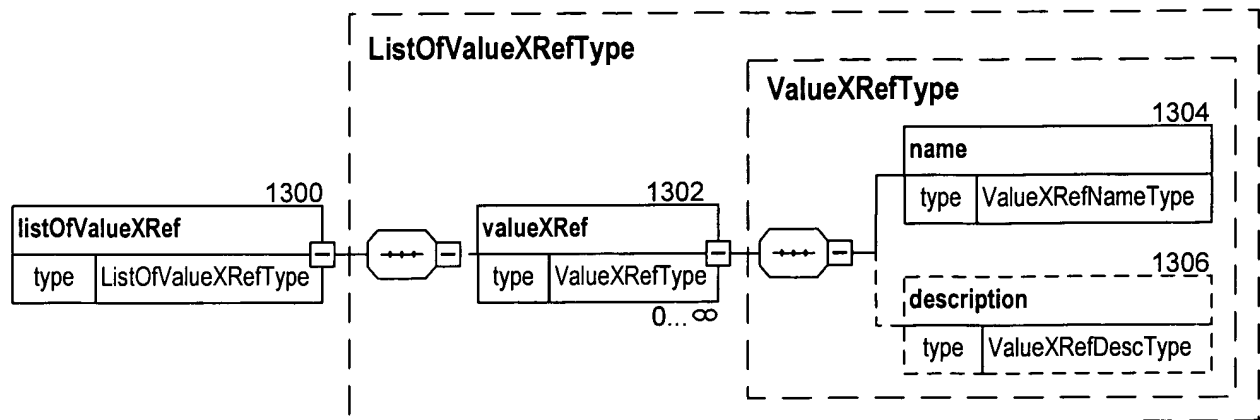 ListOfValueXRefType
ValueXRefType
1304
name
type ValueXRefNameType
1300
listOfValueXRef
type ListOfValueXRefType
1302
valueXRef
type ValueXRefType
0... ∞
1306
description
type ValueXRefDescType